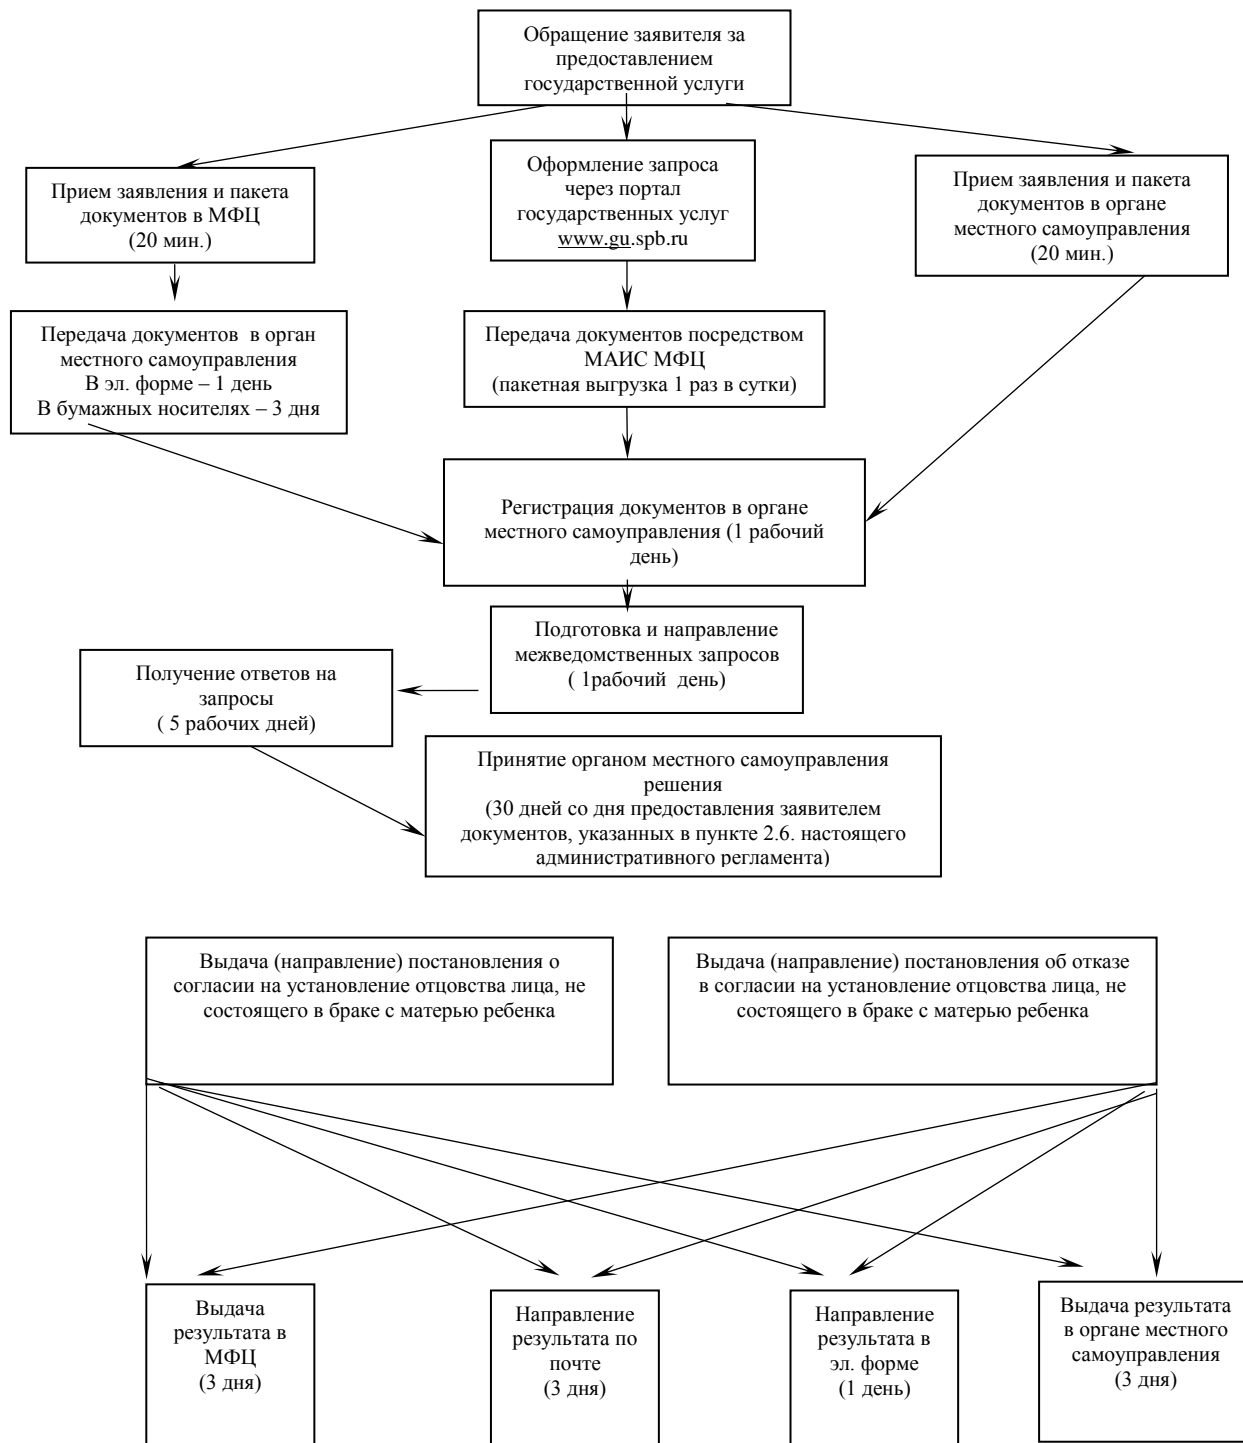 Обращение заявителя за
предоставлением
государственной услуги
Прием заявления и пакета
документов в МФЦ
(20 мин.)
Оформление запроса
через портал
государственных услуг
www.gu.spb.ru
Прием заявления и пакета
документов в органе
местного самоуправления
(20 мин.)
Передача документов в орган
местного самоуправления
В эл. форме – 1 день
В бумажных носителях – 3 дня
Передача документов посредством
МАИС МФЦ
(пакетная выгрузка 1 раз в сутки)
Регистрация документов в органе
местного самоуправления (1 рабочий
день)
Подготовка и направление
межведомственных запросов
( 1рабочий день)
Получение ответов на
запросы
( 5 рабочих дней)
Принятие органом местного самоуправления
решения
(30 дней со дня предоставления заявителем
документов, указанных в пункте 2.6. настоящего
административного регламента)
Выдача (направление) постановления о
согласии на установление отцовства лица, не
состоящего в браке с матерью ребенка
Выдача (направление) постановления об отказе
в согласии на установление отцовства лица, не
состоящего в браке с матерью ребенка
Выдача
результата в
МФЦ
(3 дня)
Направление
результата по
почте
(3 дня)
Направление
результата в
эл. форме
(1 день)
Выдача результата
в органе местного
самоуправления
(3 дня)